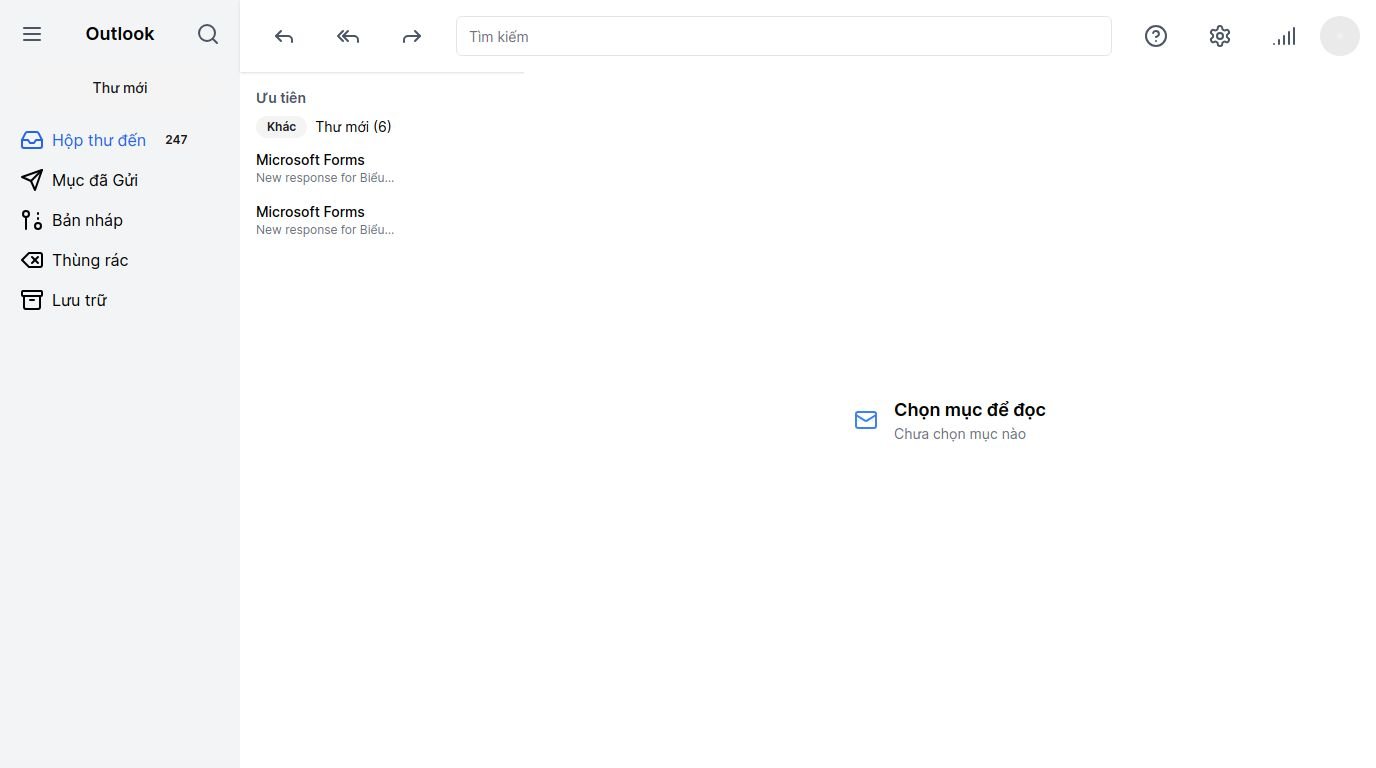 Outlook
Thư mới
Hộp thư đến 247
Mục đã Gửi
Bản nháp
Thùng rác
Lưu trữ
Tìm kiếm
Ưu tiên
Khác Thư mới (6)
Microsoft Forms
New response for Biểu...
Microsoft Forms
New response for Biểu...
Chọn mục để đọc
Chưa chọn mục nào